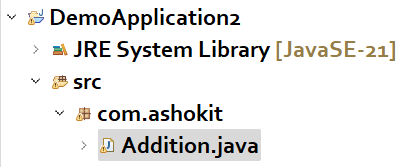 DemoApplication2
JRE System Library [JavaSE-21]
src
com.ashokit
Addition.java